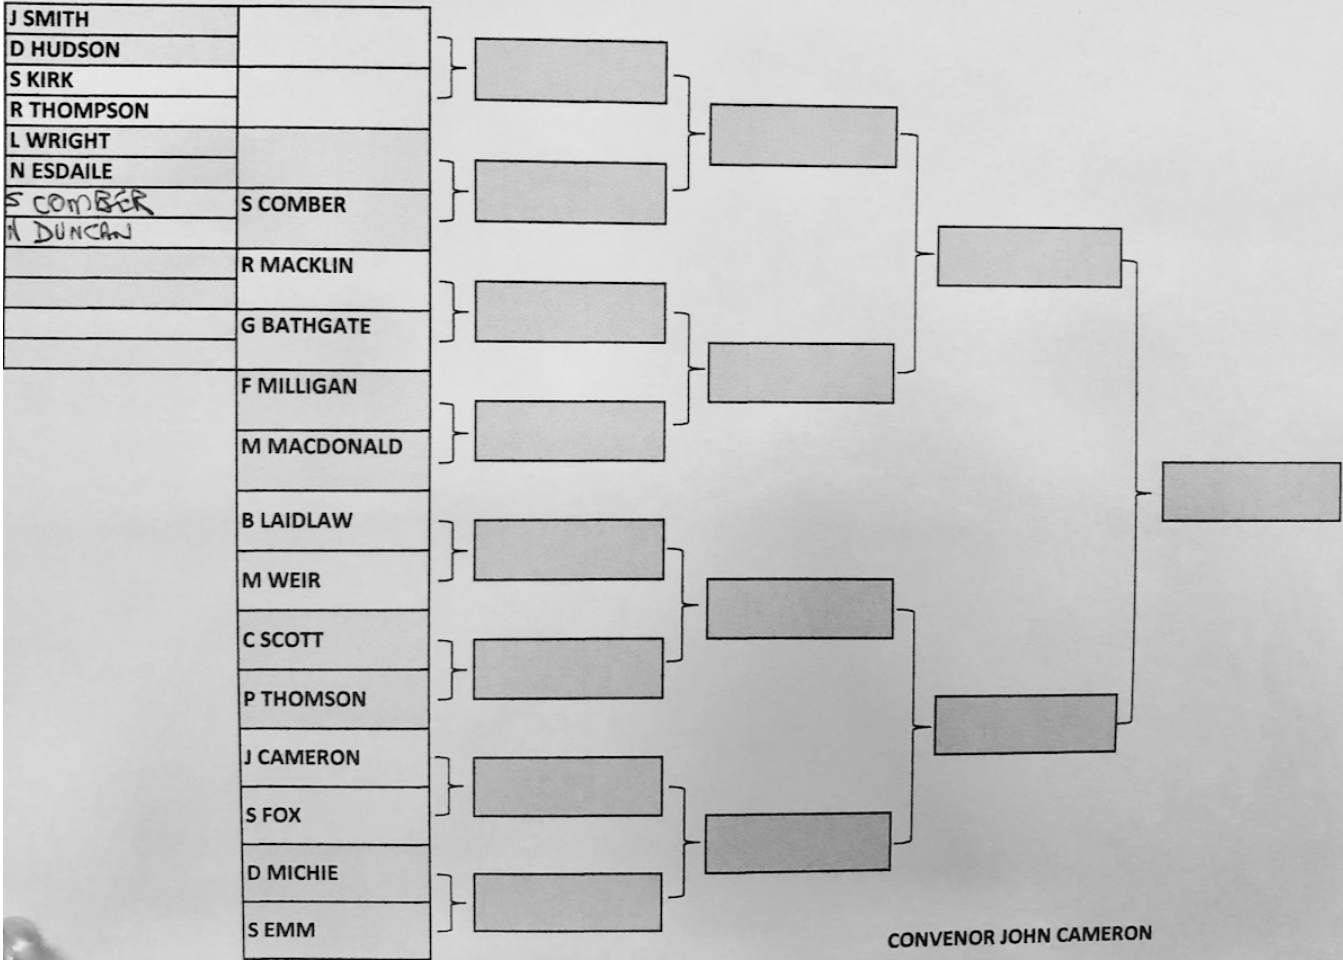 J SMITH
D HUDSON
S KIRK
R THOMPSON
L WRIGHT
N ESDAILE
S COMBER
N DUNCAN
S COMBER
R MACKLIN
G BATHGATE
F MILLIGAN
M MACDONALD
B LAIDLAW
M WEIR
C SCOTT
P THOMSON
J CAMERON
S FOX
D MICHIE
S EMM
CONVENOR JOHN CAMERON